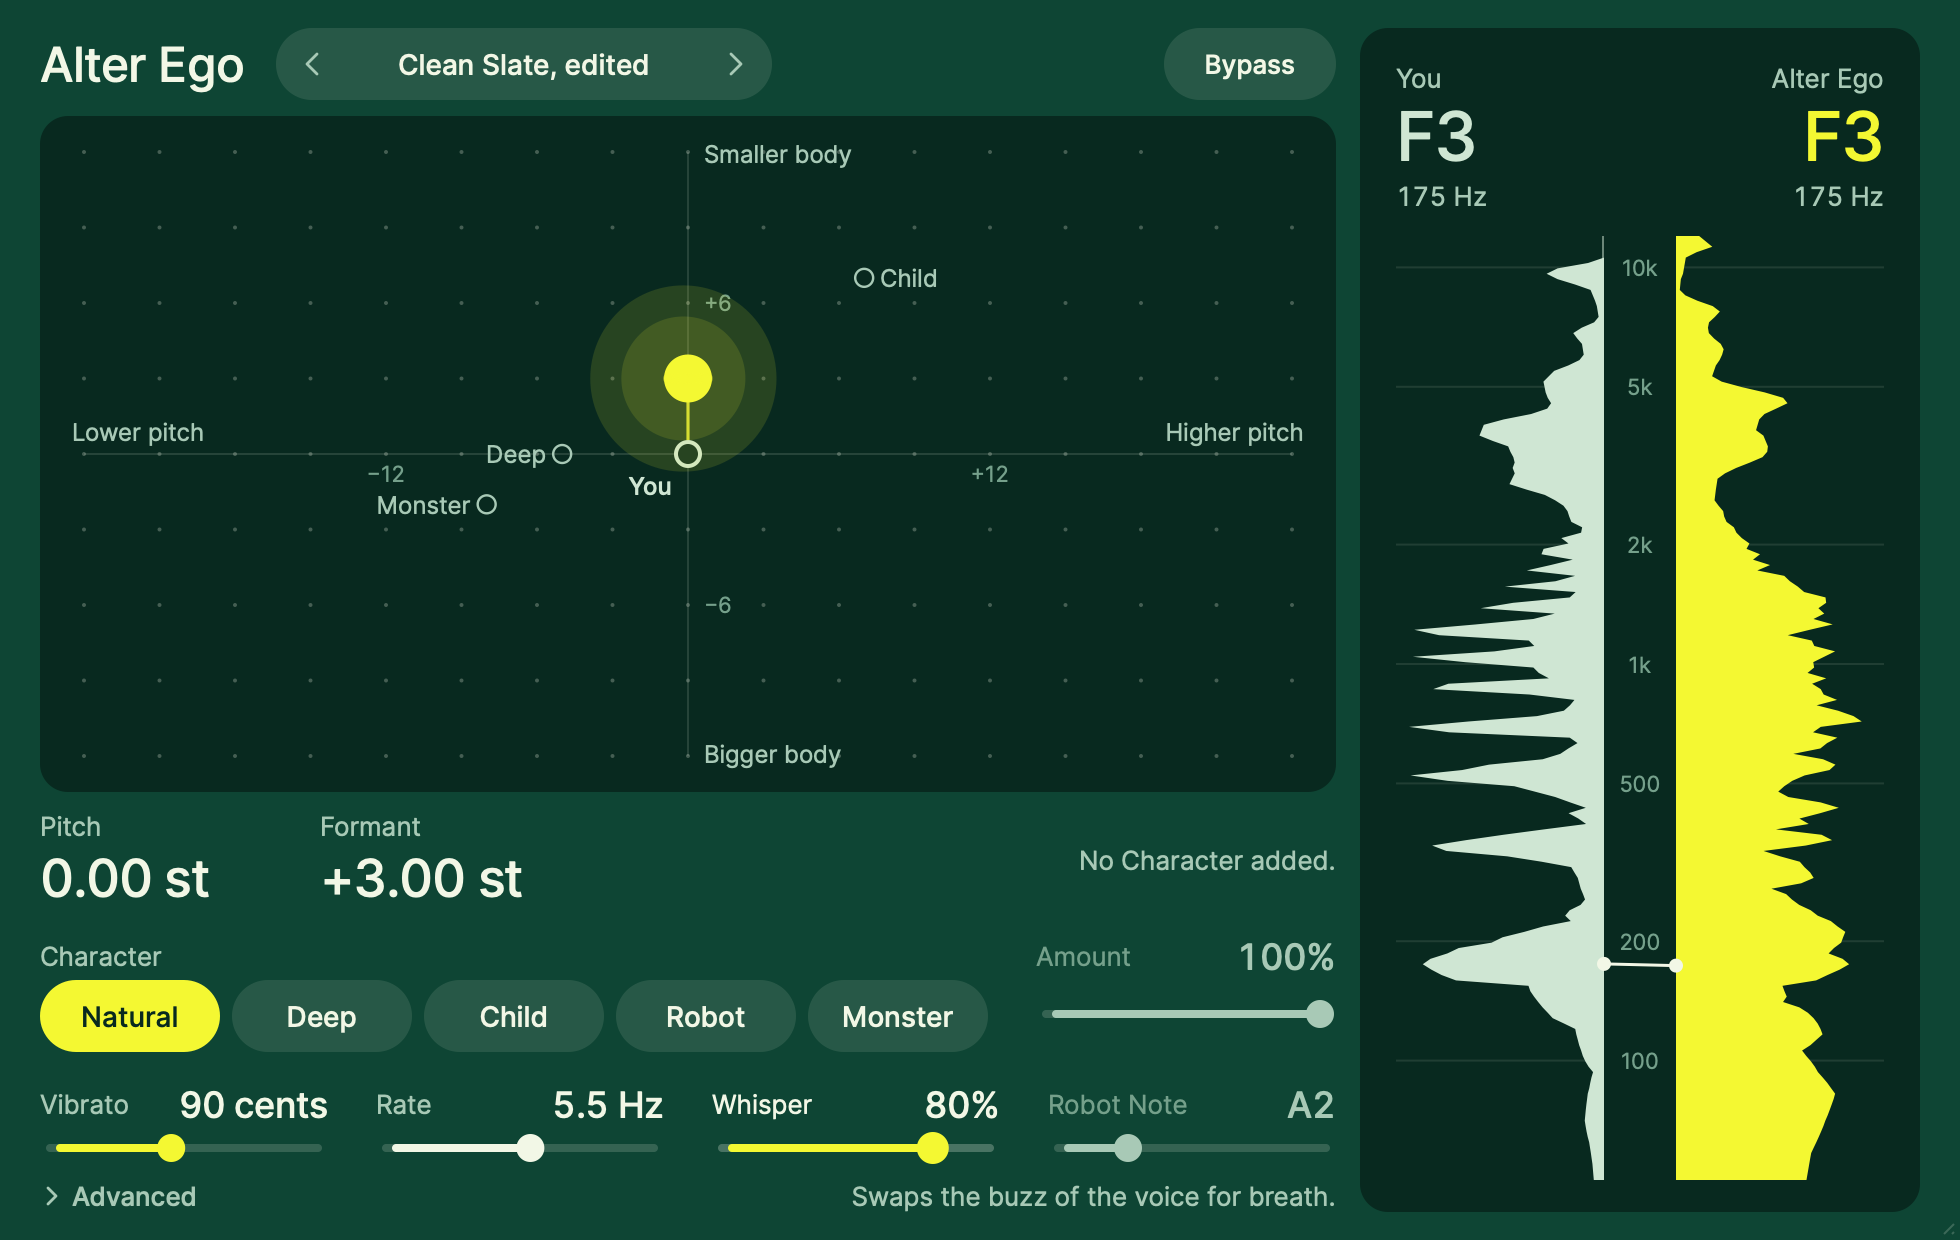 Alter Ego
Clean Slate, edited
Bypass
Smaller body
Child
+6
Lower pitch
Higher pitch
Deep
−12
+12
You
Monster
−6
Bigger body
Pitch
0.00 st
Formant
+3.00 st
No Character added.
Character
Natural
Deep
Child
Robot
Monster
Amount
100%
Vibrato
90 cents
Rate
5.5 Hz
Whisper
80%
Robot Note
A2
Advanced
Swaps the buzz of the voice for breath.
You
Alter Ego
F3
F3
175 Hz
175 Hz
10k
5k
2k
1k
500
200
100